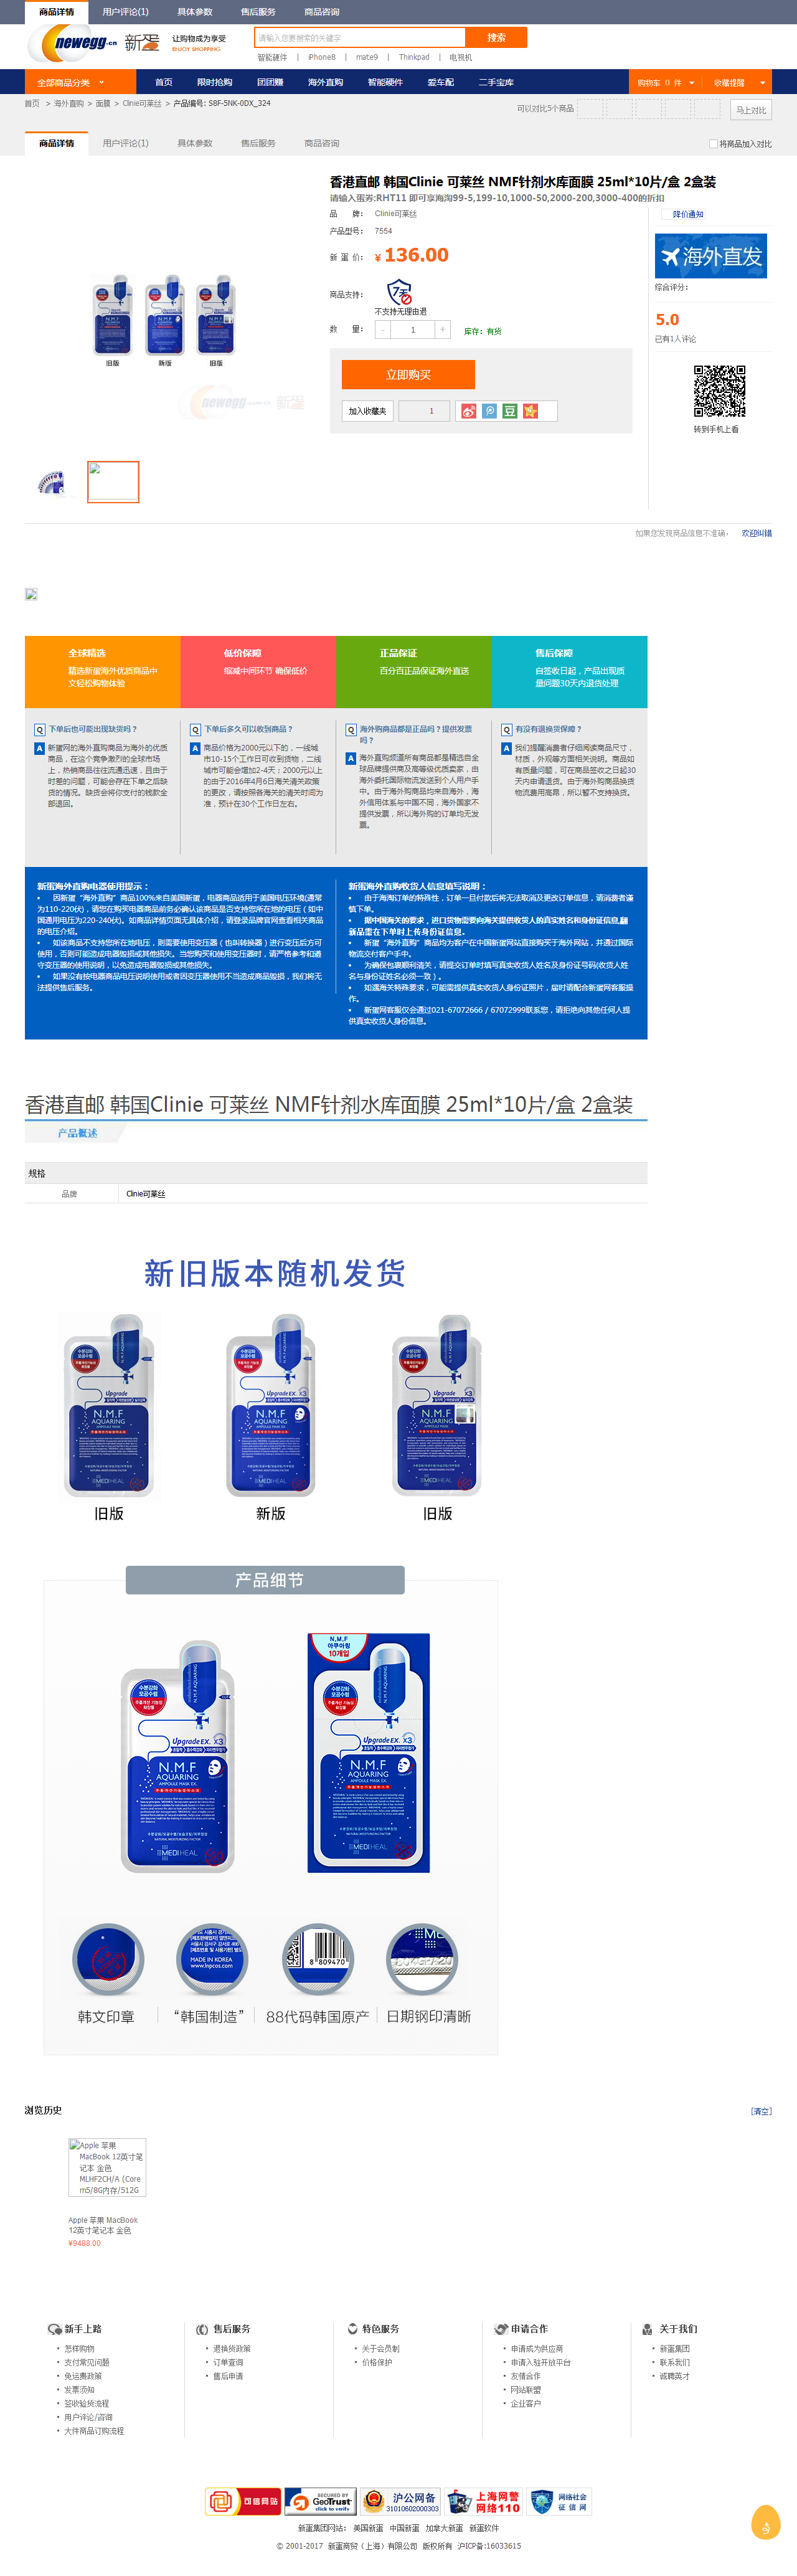 商品详情 用户评论(1) 具体参数 售后服务 商品咨询
newegg.cn 新蛋 让购物成为享受
ENJOY SHOPPING
请输入您要搜索的关键字 搜索
智能硬件 | iPhone8 | mate9 | Thinkpad | 电视机
全部商品分类 首页 限时抢购 团团赚 海外直购 智能硬件 爱车配 二手宝库 购物车 0 件 收藏提醒
首页 > 海外直购 > 面膜 > Clinie可莱丝 > 产品编号: S8F-5NK-0DX_324
可以对比5个商品 马上对比
商品详情 用户评论(1) 具体参数 售后服务 商品咨询 将商品加入对比
香港直邮 韩国Clinie 可莱丝 NMF针剂水库面膜 25ml*10片/盒 2盒装
请输入蛋券:RHT11 即可享海淘99-5,199-10,1000-50,2000-200,3000-400的折扣
品 牌: Clinie可莱丝
降价通知
产品型号: 7554
新 蛋 价: ¥ 136.00
海外直发
商品支持: 7天
不支持无理由退
综合评分:
数 量: - 1 + 库存: 有货
5.0
已有1人评论
立即购买
加入收藏夹 1
转到手机上看
旧版 新版 旧版
newegg.cn 新蛋
如果您发现商品信息不准确, 欢迎纠错
全球精选
精选新蛋海外优质商品中
文轻松购物体验
低价保障
缩减中间环节 确保低价
正品保证
百分百正品保证海外直送
售后保障
自签收日起，产品出现质
量问题30天内退货处理
Q 下单后也可能出现缺货吗？
A 新蛋网的海外直购商品为海外的优质
商品，在这个竞争激烈的全球市场
上，热销商品往往流通迅速，且由于
时差的问题，可能会存在下单之后缺
货的情况。缺货会将你支付的钱款全
部退回。
Q 下单后多久可以收到商品？
A 商品价格为2000元以下的，一线城
市10-15个工作日可收到货物，二线
城市可能会增加2-4天；2000元以上
的由于2016年4月6日海关清关政策
的更改，请按照各海关的清关时间为
准，预计在30个工作日左右。
Q 海外购商品都是正品吗？提供发票
吗？
A 海外直购频道所有商品都是精选自全
球品牌提供商及高等级优质卖家，由
海外委托国际物流发送到个人用户手
中。由于海外购商品均来自海外，海
外信用体系与中国不同，海外国家不
提供发票，所以海外购的订单均无发
票。
Q 有没有退换货保障？
A 我们提醒消费者仔细阅读商品尺寸，
材质，外观等方面相关说明。商品如
有质量问题，可在商品签收之日起30
天内申请退货。由于海外购商品换货
物流费用高昂，所以暂不支持换货。
新蛋海外直购电器使用提示：
• 因新蛋“海外直购”商品100%来自美国新蛋，电器商品适用于美国电压环境(通常
为110-220伏)，请您在购买电器商品前务必确认该商品是否支持您所在地的电压（如中
国通用电压为220-240伏)。如商品详情页面无具体介绍，请登录品牌官网查看相关商品
的电压介绍。
• 如该商品不支持您所在地电压，则需要使用变压器（也叫转换器）进行变压后方可
使用，否则可能造成电器毁损或其他损失。当您购买和使用变压器时，请严格参考和遵
守变压器的使用说明，以免造成电器毁损或其他损失。
• 如果没有按电器商品电压说明使用或者因变压器使用不当造成商品毁损，我们将无
法提供售后服务。
新蛋海外直购收货人信息填写说明：
• 由于海淘订单的特殊性，订单一旦付款后将无法取消及更改订单信息，请消费者谨
慎下单。
• 据中国海关的要求，进口货物需要向海关提供收货人的真实姓名和身份证信息,翻
新品需在下单时上传身份证信息。
• 新蛋“海外直购”商品均为客户在中国新蛋网站直接购买于海外网站，并通过国际
物流交付客户手中。
• 为确保包裹顺利清关，请提交订单时填写真实收货人姓名及身份证号码(收货人姓
名与身份证姓名必须一致）。
• 如遇海关特殊要求，可能需提供真实收货人身份证照片，届时请配合新蛋网客服操
作。
• 新蛋网客服仅会通过021-67072666 / 67072999联系您，请拒绝向其他任何人提
供真实收货人身份信息。
香港直邮 韩国Clinie 可莱丝 NMF针剂水库面膜 25ml*10片/盒 2盒装
产品概述
规格
品牌 Clinie可莱丝
新旧版本随机发货
Upgrade Upgrade EX. X3 Upgrade EX. X3
N.M.F N.M.F N.M.F
AQUARING AQUARING AQUARING
MEDIHEAL MEDIHEAL MEDIHEAL
旧版 新版 旧版
产品细节
N.M.F
아쿠아링
10개입
수분강화
모공수렴
Upgrade EX. X3 Upgrade EX. X3
N.M.F N.M.F
AQUARING AQUARING
AMPOULE MASK EX. AMPOULE MASK EX.
NATURAL MOISTURIZING FACTOR
MEDIHEAL MEDIHEAL
MADE IN KOREA
www.lnpcos.com
8 809470
韩文印章 “韩国制造” 88代码韩国原产 日期钢印清晰
浏览历史 [清空]
Apple 苹果
MacBook 12英寸笔
记本 金色
MLHF2CH/A (Core
m5/8G内存/512G
Apple 苹果 MacBook
12英寸笔记本 金色
¥9488.00
新手上路
• 怎样购物
• 支付常见问题
• 免运费政策
• 发票须知
• 签收验货流程
• 用户评论/咨询
• 大件商品订购流程
售后服务
• 退换货政策
• 订单查询
• 售后申请
特色服务
• 关于会员制
• 价格保护
申请合作
• 申请成为供应商
• 申请入驻开放平台
• 友情合作
• 网站联盟
• 企业客户
关于我们
• 新蛋集团
• 联系我们
• 诚聘英才
可信网站 SECURED BY GeoTrust click to verify 沪公网备 31010602000303 上海网警 网络110 网络社会 征信网
新蛋集团网站: 美国新蛋 中国新蛋 加拿大新蛋 新蛋软件
© 2001-2017 新蛋商贸（上海）有限公司 版权所有 沪ICP备:16033615